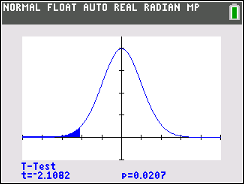 NORMAL FLOAT AUTO REAL RADIAN MP
T-Test
t=-2.1082 p=0.0207